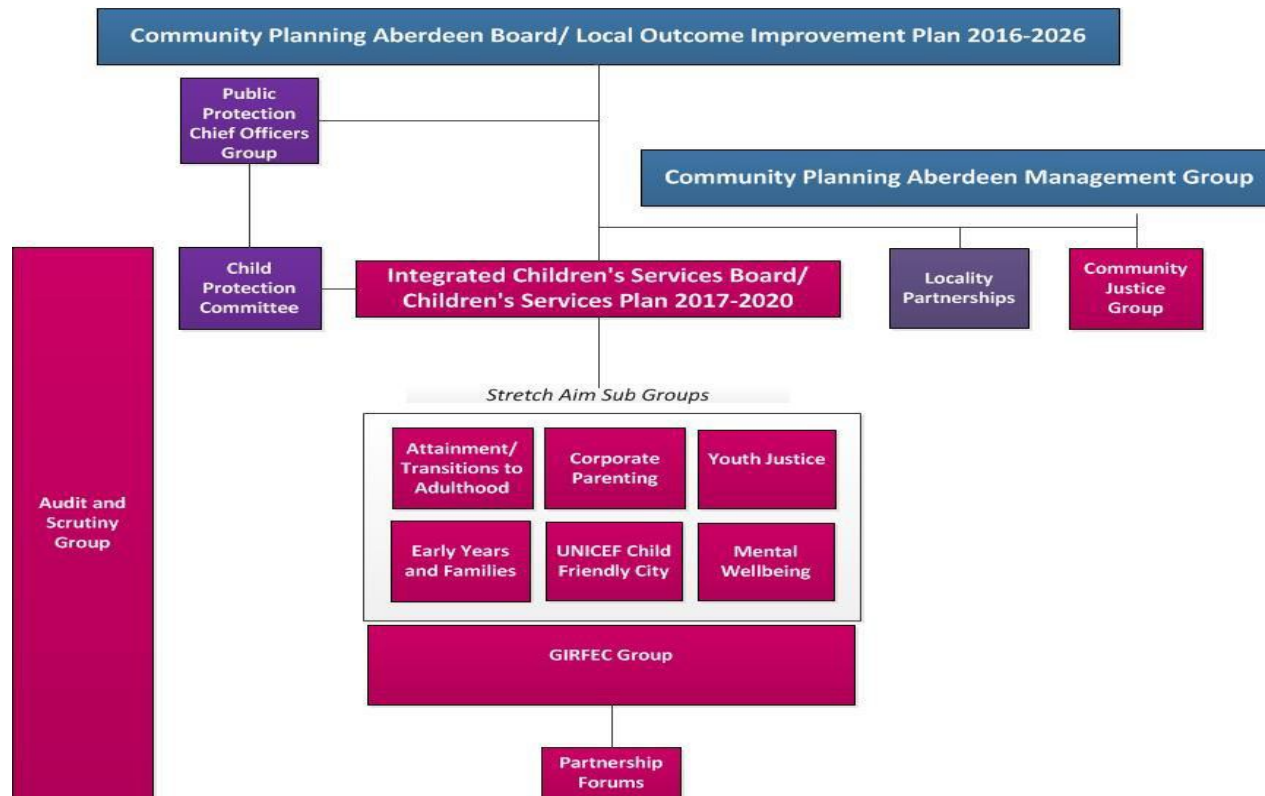 Community Planning Aberdeen Board/ Local Outcome Improvement Plan 2016-2026
Public
Protection
Chief Officers
Group
Community Planning Aberdeen Management Group
Child
Protection
Committee
Integrated Children's Services Board/
Children's Services Plan 2017-2020
Locality
Partnerships
Community
Justice
Group
Stretch Aim Sub Groups
Attainment/
Transitions to
Adulthood
Corporate
Parenting
Youth Justice
Audit and
Scrutiny
Group
Early Years
and Families
UNICEF Child
Friendly City
Mental
Wellbeing
GIRFEC Group
Partnership
Forums